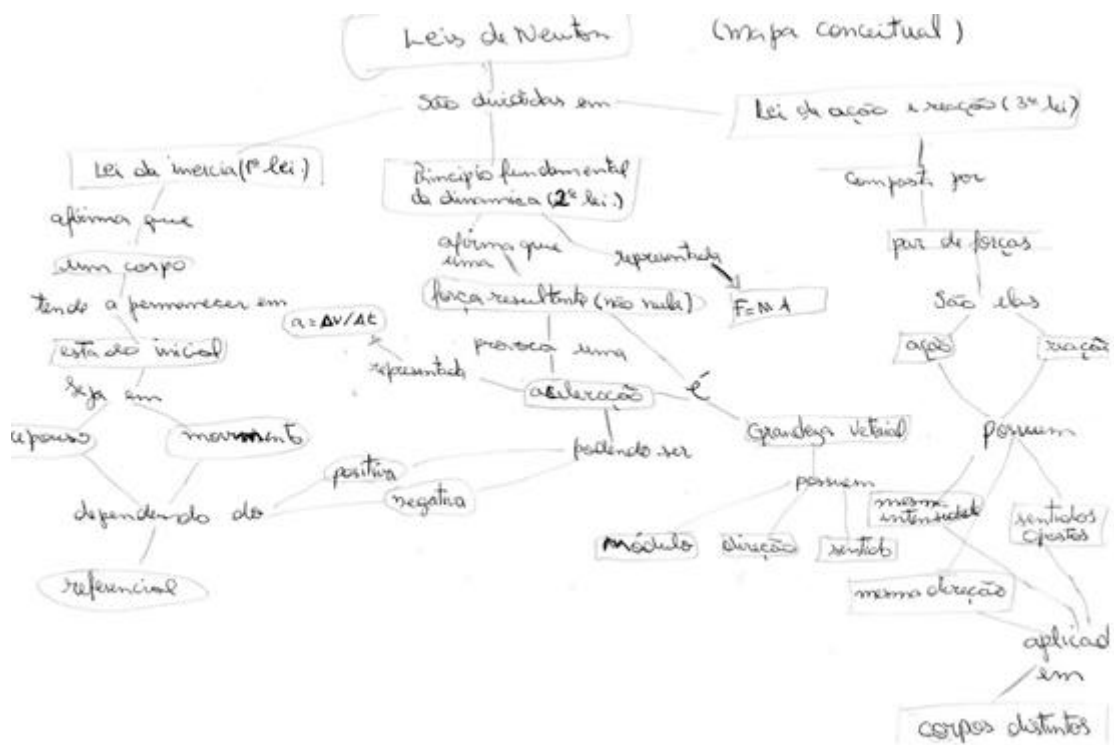 Leis de Newton
(mapa conceitual)
São divididas em
Lei da inercia (1ª lei.)
afirma que
um corpo
tende a permanecer em
estado inicial
seja em
repouso
movimento
dependendo do
referencial
Principio fundamental
da dinamica (2ª lei.)
afirma que
uma
representada
força resultante (não nula)
F=M.A
provoca uma
a = ΔV/Δt
representada
aceleração
é
podendo ser
positiva
negativa
Grandeza Vetorial
possuem
Módulo
direção
sentido
Lei da ação e reação (3ª lei)
Composta por
par de forças
São elas
ação
reação
possuem
mesma
intensidade
sentidos
opostos
mesma direção
aplicad
em
corpos distintos